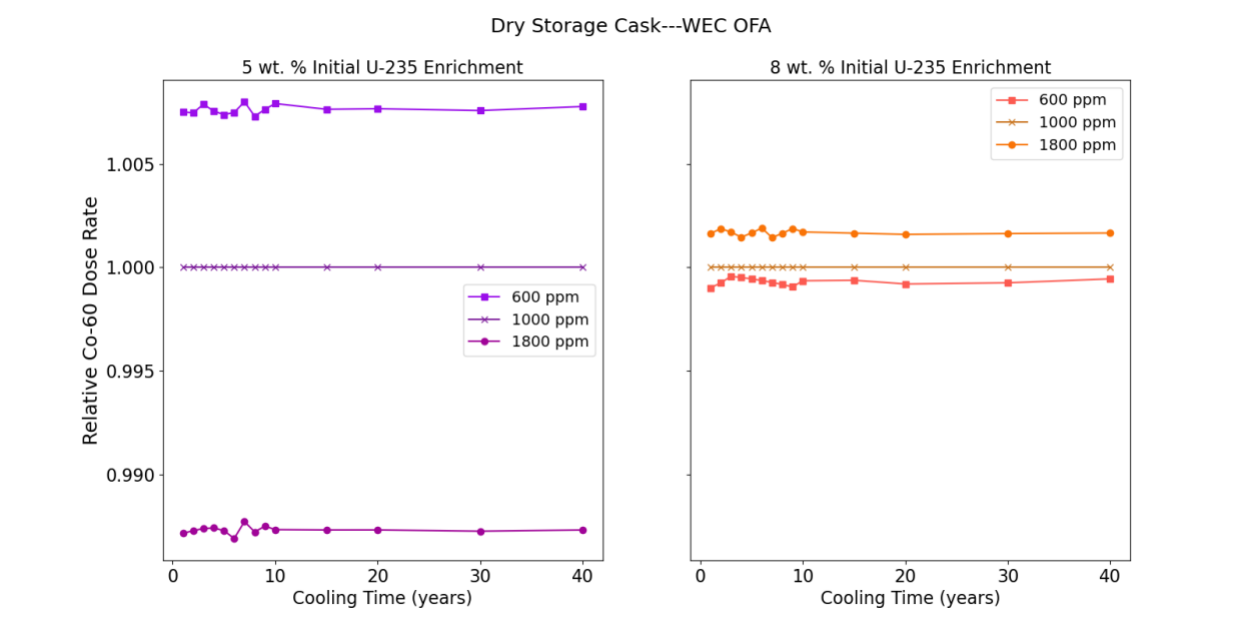 Dry Storage Cask---WEC OFA
5 wt. % Initial U-235 Enrichment
Relative Co-60 Dose Rate
1.005
1.000
0.995
0.990
600 ppm
1000 ppm
1800 ppm
0
10
20
30
40
Cooling Time (years)
8 wt. % Initial U-235 Enrichment
600 ppm
1000 ppm
1800 ppm
0
10
20
30
40
Cooling Time (years)